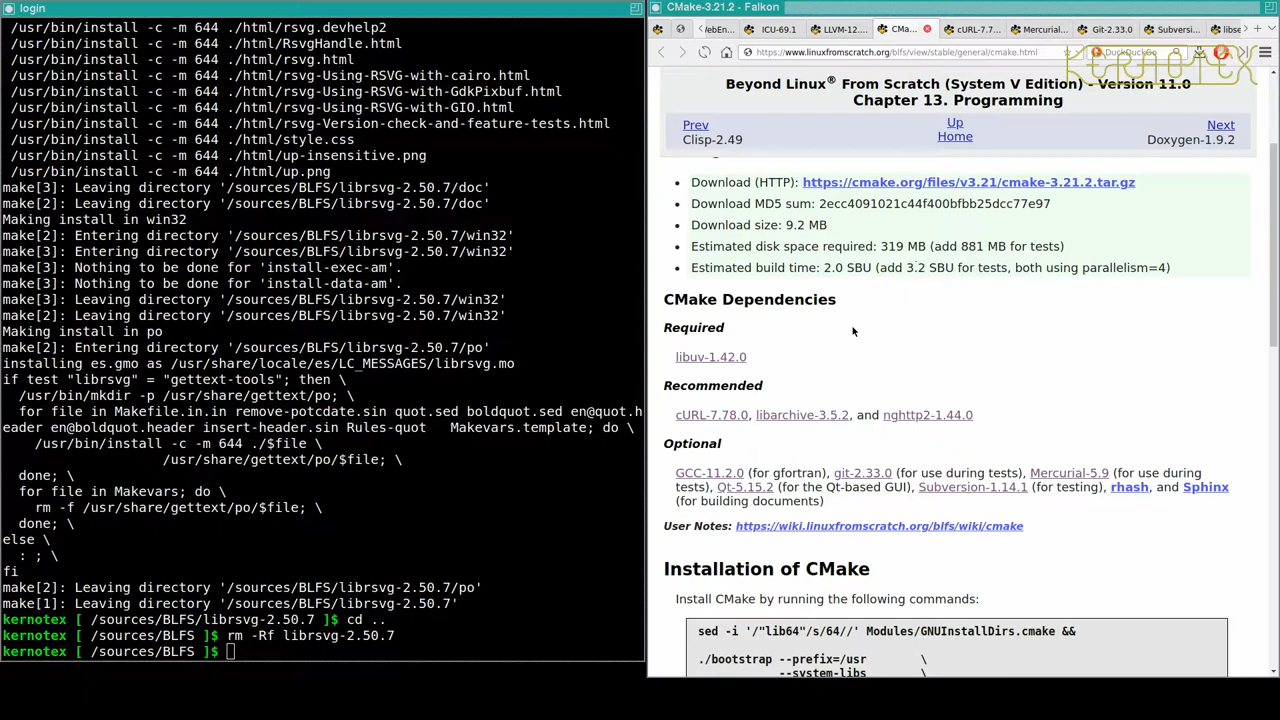 login
/usr/bin/install -c -m 644 ./html/rsvg.devhelp2
/usr/bin/install -c -m 644 ./html/RsvgHandle.html
/usr/bin/install -c -m 644 ./html/rsvg.html
/usr/bin/install -c -m 644 ./html/rsvg-Using-RSVG-with-cairo.html
/usr/bin/install -c -m 644 ./html/rsvg-Using-RSVG-with-GdkPixbuf.html
/usr/bin/install -c -m 644 ./html/rsvg-Using-RSVG-with-GIO.html
/usr/bin/install -c -m 644 ./html/rsvg-Version-check-and-feature-tests.html
/usr/bin/install -c -m 644 ./html/style.css
/usr/bin/install -c -m 644 ./html/up-insensitive.png
/usr/bin/install -c -m 644 ./html/up.png
make[3]: Leaving directory '/sources/BLFS/librsvg-2.50.7/doc'
make[2]: Leaving directory '/sources/BLFS/librsvg-2.50.7/doc'
Making install in win32
make[2]: Entering directory '/sources/BLFS/librsvg-2.50.7/win32'
make[3]: Entering directory '/sources/BLFS/librsvg-2.50.7/win32'
make[3]: Nothing to be done for 'install-exec-am'.
make[3]: Nothing to be done for 'install-data-am'.
make[3]: Leaving directory '/sources/BLFS/librsvg-2.50.7/win32'
make[2]: Leaving directory '/sources/BLFS/librsvg-2.50.7/win32'
Making install in po
make[2]: Entering directory '/sources/BLFS/librsvg-2.50.7/po'
installing es.gmo as /usr/share/locale/es/LC_MESSAGES/librsvg.mo
if test "librsvg" = "gettext-tools"; then \
/usr/bin/mkdir -p /usr/share/gettext/po; \
for file in Makefile.in.in remove-potcdate.sin quot.sed boldquot.sed en@quot.h
eader en@boldquot.header insert-header.sin Rules-quot Makevars.template; do \
/usr/bin/install -c -m 644 ./$file \
/usr/share/gettext/po/$file; \
done; \
for file in Makevars; do \
rm -f /usr/share/gettext/po/$file; \
done; \
else \
: ; \
fi
make[2]: Leaving directory '/sources/BLFS/librsvg-2.50.7/po'
make[1]: Leaving directory '/sources/BLFS/librsvg-2.50.7'
kernotex [ /sources/BLFS/librsvg-2.50.7 ]$ cd ..
kernotex [ /sources/BLFS ]$ rm -Rf librsvg-2.50.7
kernotex [ /sources/BLFS ]$
CMake-3.21.2 - Falkon
ICU-69.1 LLVM-12.... CMa... cURL-7.7... Mercurial... Git-2.33.0 Subversi... libse
https://www.linuxfromscratch.org/blfs/view/stable/general/cmake.html DuckDuckGo
KERNOTEX
Beyond Linux® From Scratch (System V Edition) - Version 11.0
Chapter 13. Programming
Prev Up Next
Clisp-2.49 Home Doxygen-1.9.2
• Download (HTTP): https://cmake.org/files/v3.21/cmake-3.21.2.tar.gz
• Download MD5 sum: 2ecc4091021c44f400bfbb25dcc77e97
• Download size: 9.2 MB
• Estimated disk space required: 319 MB (add 881 MB for tests)
• Estimated build time: 2.0 SBU (add 3.2 SBU for tests, both using parallelism=4)
CMake Dependencies
Required
libuv-1.42.0
Recommended
cURL-7.78.0, libarchive-3.5.2, and nghttp2-1.44.0
Optional
GCC-11.2.0 (for gfortran), git-2.33.0 (for use during tests), Mercurial-5.9 (for use during
tests), Qt-5.15.2 (for the Qt-based GUI), Subversion-1.14.1 (for testing), rhash, and Sphinx
(for building documents)
User Notes: https://wiki.linuxfromscratch.org/blfs/wiki/cmake
Installation of CMake
Install CMake by running the following commands:
sed -i '/"lib64"/s/64//' Modules/GNUInstallDirs.cmake &&
./bootstrap --prefix=/usr \
--system-libs \